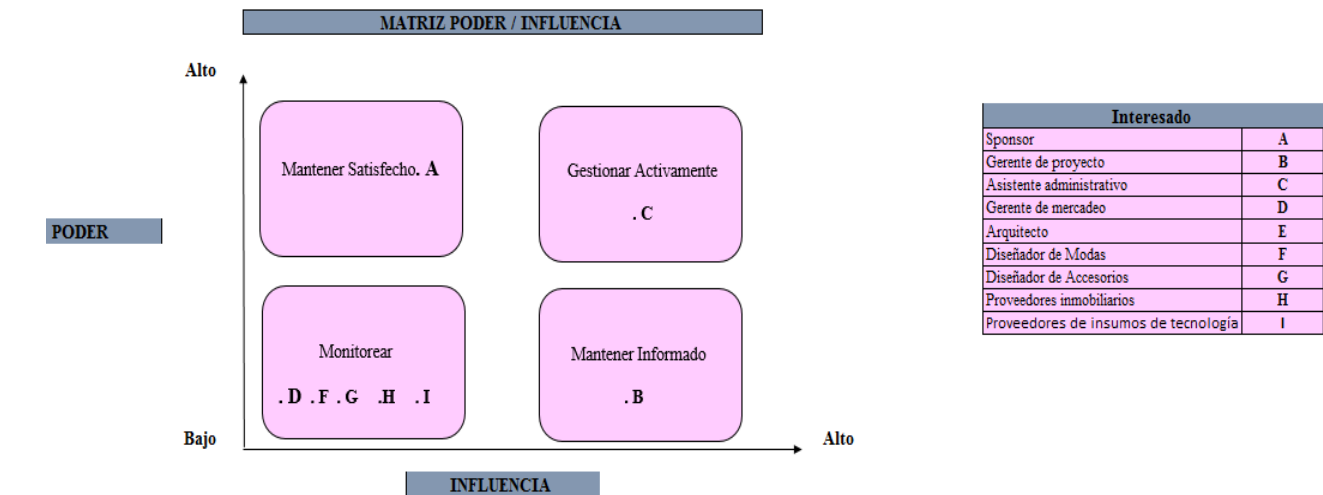 MATRIZ PODER / INFLUENCIA
Alto
Mantener Satisfecho. A
Gestionar Activamente
. C
PODER
Monitorear
. D . F . G .H . I
Mantener Informado
. B
Bajo
Alto
INFLUENCIA
Interesado
Sponsor A
Gerente de proyecto B
Asistente administrativo C
Gerente de mercadeo D
Arquitecto E
Diseñador de Modas F
Diseñador de Accesorios G
Proveedores inmobiliarios H
Proveedores de insumos de tecnología I